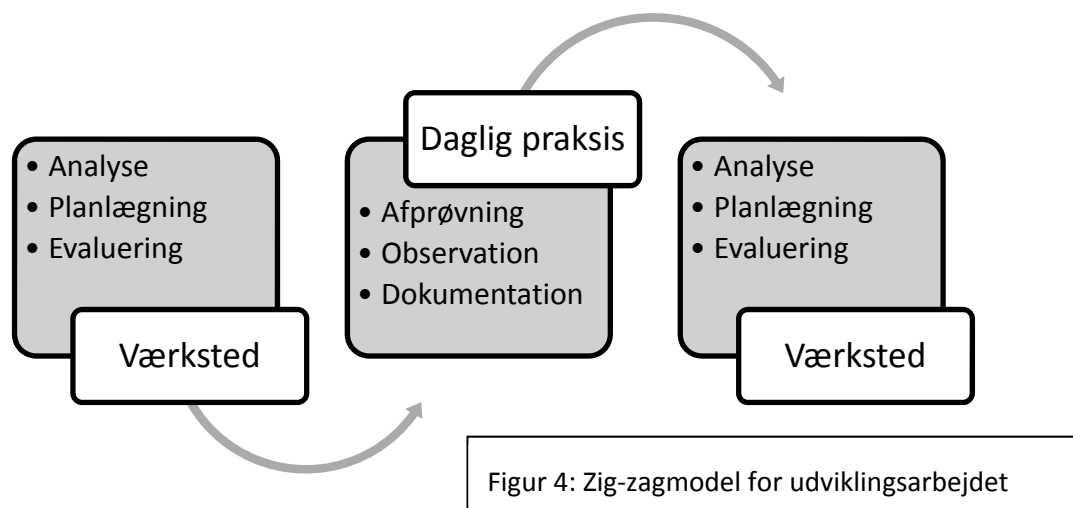 • Analyse
• Planlægning
• Evaluering
Værksted
Daglig praksis
• Afprøvning
• Observation
• Dokumentation
• Analyse
• Planlægning
• Evaluering
Værksted
Figur 4: Zig-zagmodel for udviklingsarbejdet